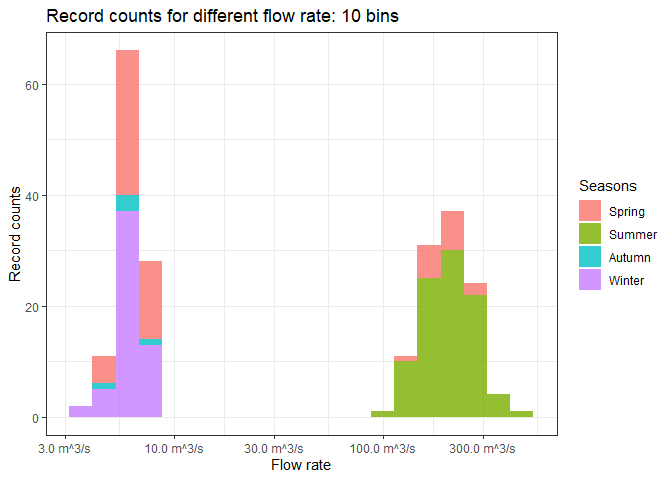 Record counts for different flow rate: 10 bins
Record counts
60
40
20
0
3.0 m^3/s
10.0 m^3/s
30.0 m^3/s
100.0 m^3/s
300.0 m^3/s
Flow rate
Seasons
Spring
Summer
Autumn
Winter